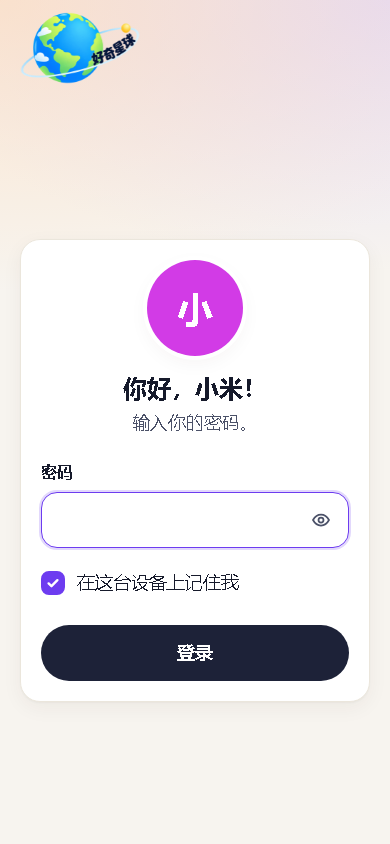 好奇星球
小
你好，小米！
输入你的密码。
密码
在这台设备上记住我
登录